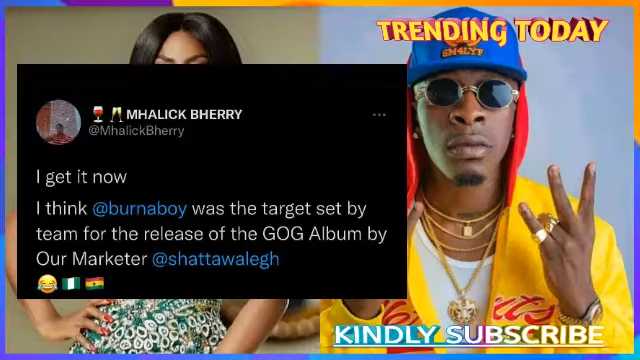 TRENDING TODAY
SM4LYF
🍷🥂MHALICK BHERRY
@MhalickBherry
I get it now
I think @burnaboy was the target set by
team for the release of the GOG Album by
Our Marketer @shattawalegh
😂🇳🇬🇬🇭
KINDLY SUBSCRIBE